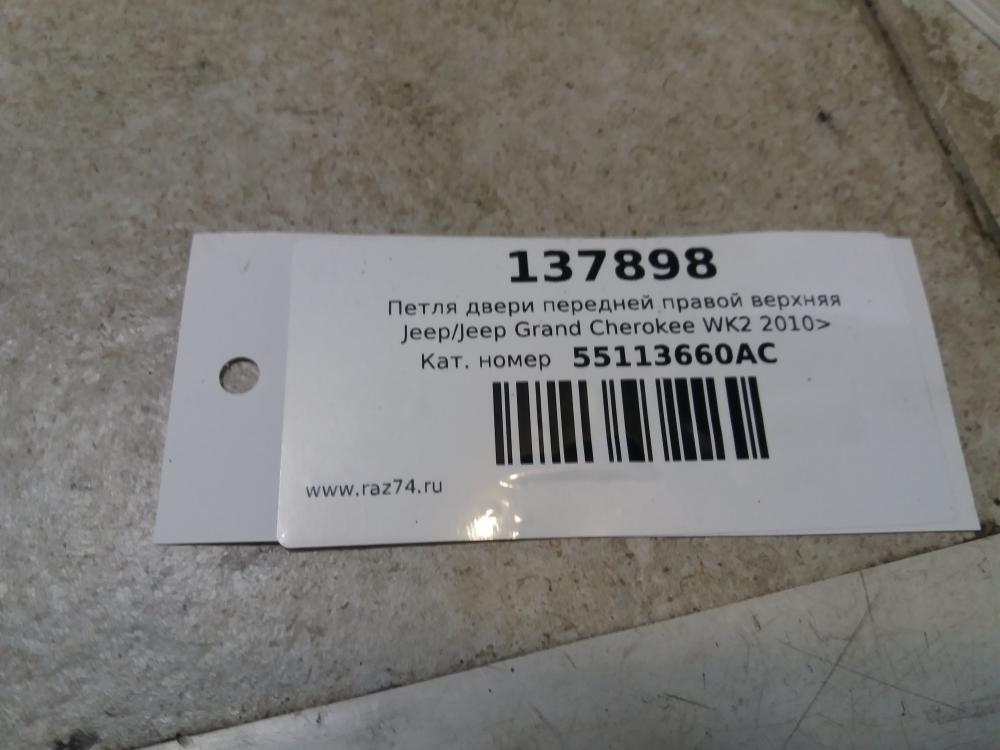 137898
Петля двери передней правой верхняя
Jeep/Jeep Grand Cherokee WK2 2010>
Кат. номер 55113660AC
www.raz74.ru